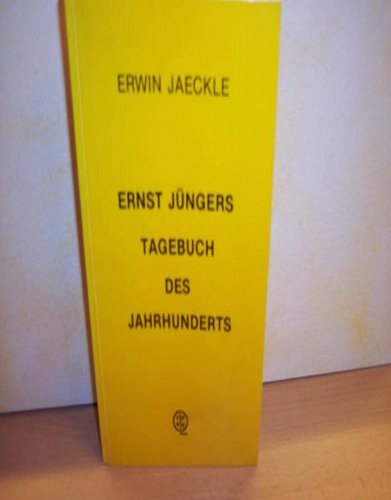 ERWIN JAECKLE
ERNST JÜNGERS
TAGEBUCH
DES
JAHRHUNDERTS